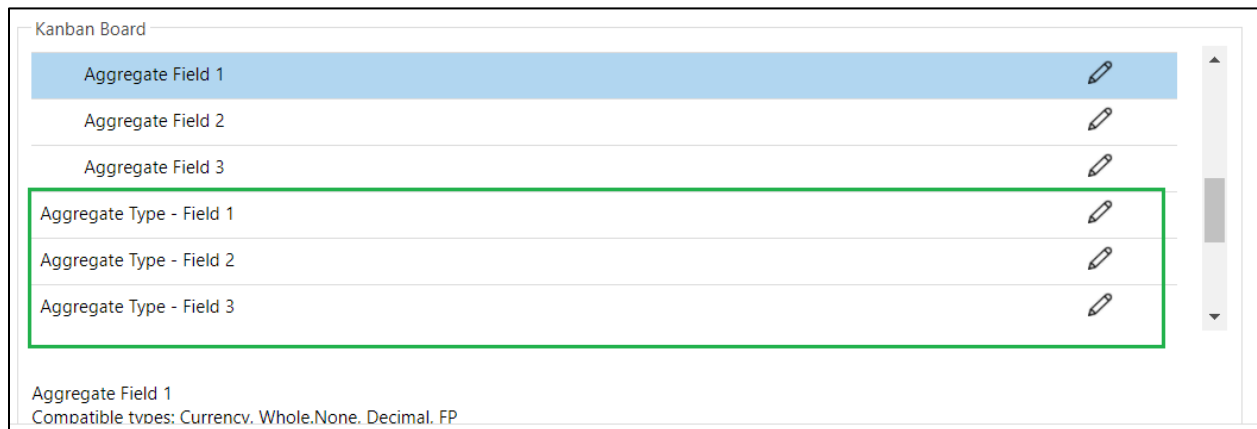 Kanban Board
Aggregate Field 1
Aggregate Field 2
Aggregate Field 3
Aggregate Type - Field 1
Aggregate Type - Field 2
Aggregate Type - Field 3
Aggregate Field 1
Compatible types: Currency, Whole.None, Decimal, FP